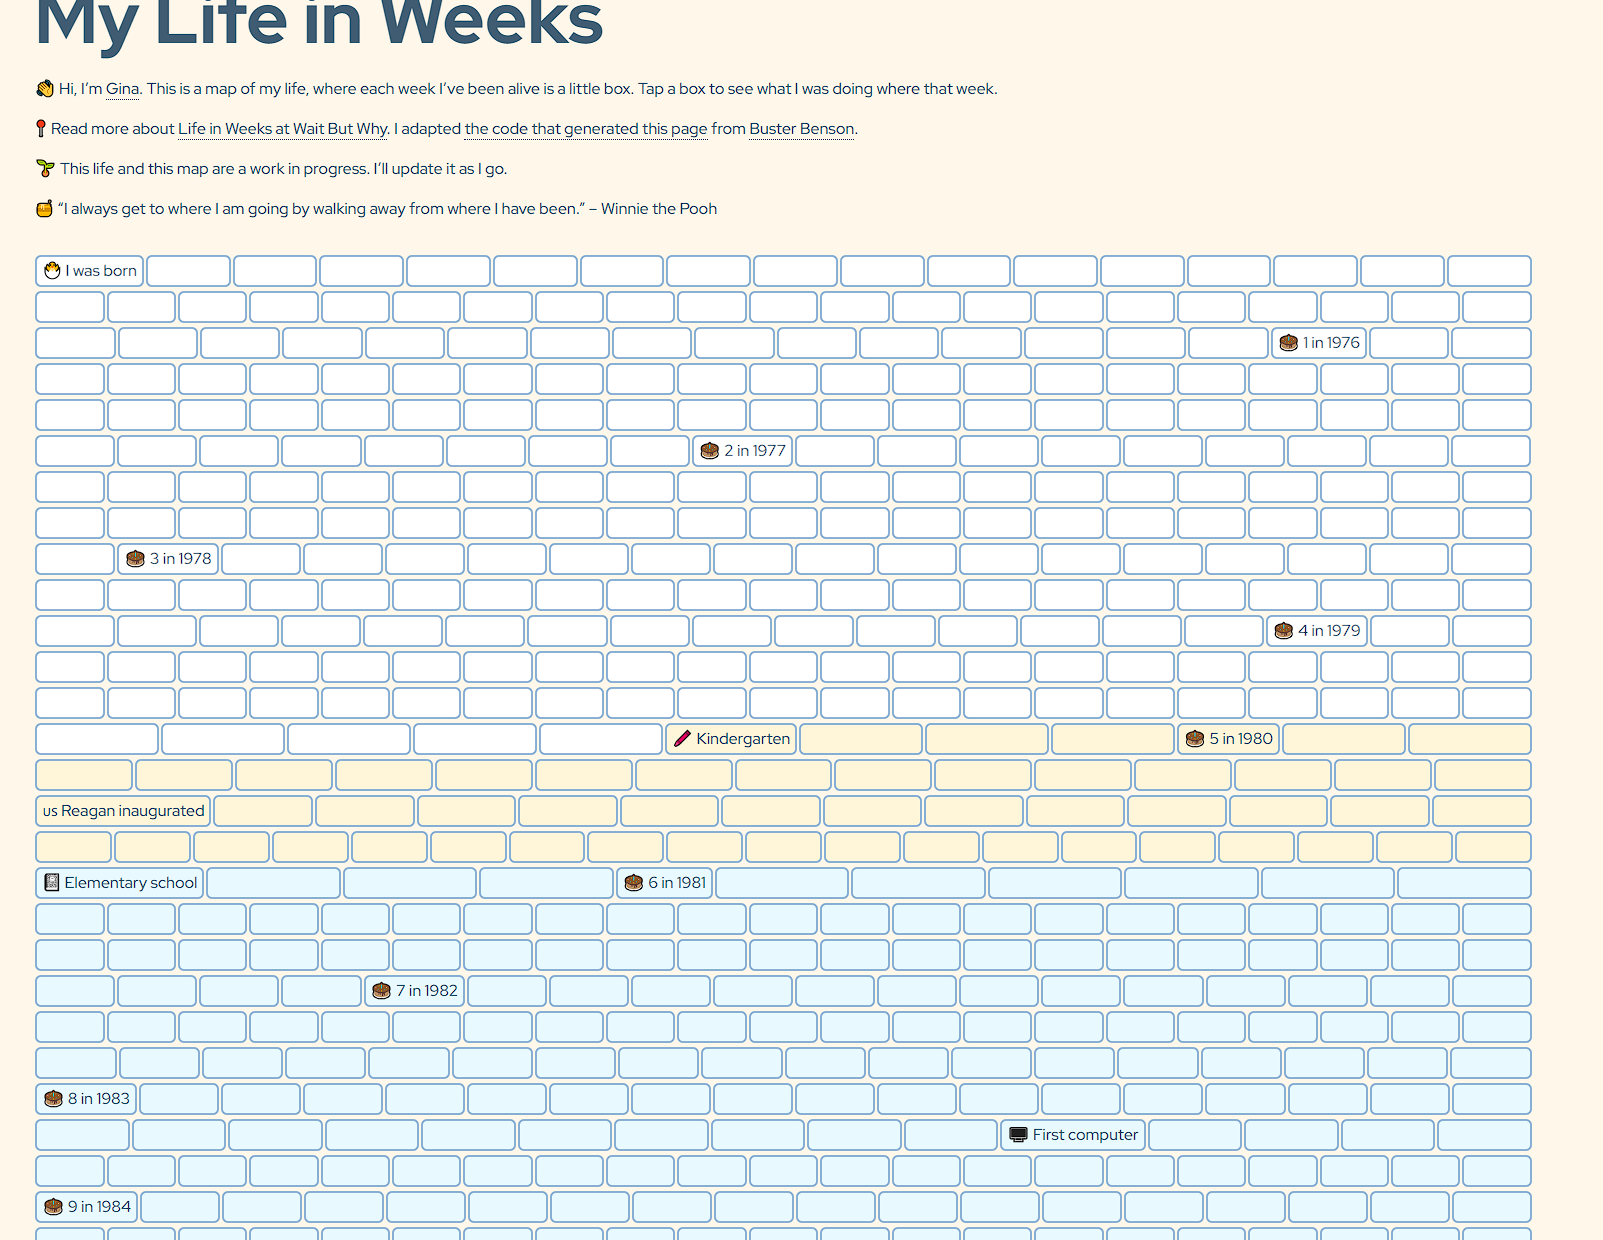 My Life in Weeks
👋 Hi, I'm Gina. This is a map of my life, where each week I've been alive is a little box. Tap a box to see what I was doing where that week.
📍 Read more about Life in Weeks at Wait But Why. I adapted the code that generated this page from Buster Benson.
🌱 This life and this map are a work in progress. I'll update it as I go.
🍯 “I always get to where I am going by walking away from where I have been.” – Winnie the Pooh
🐣 I was born
🎂 1 in 1976
🎂 2 in 1977
🎂 3 in 1978
🎂 4 in 1979
🖍 Kindergarten 🎂 5 in 1980
us Reagan inaugurated
📓 Elementary school 🎂 6 in 1981
🎂 7 in 1982
🎂 8 in 1983
🖥 First computer
🎂 9 in 1984